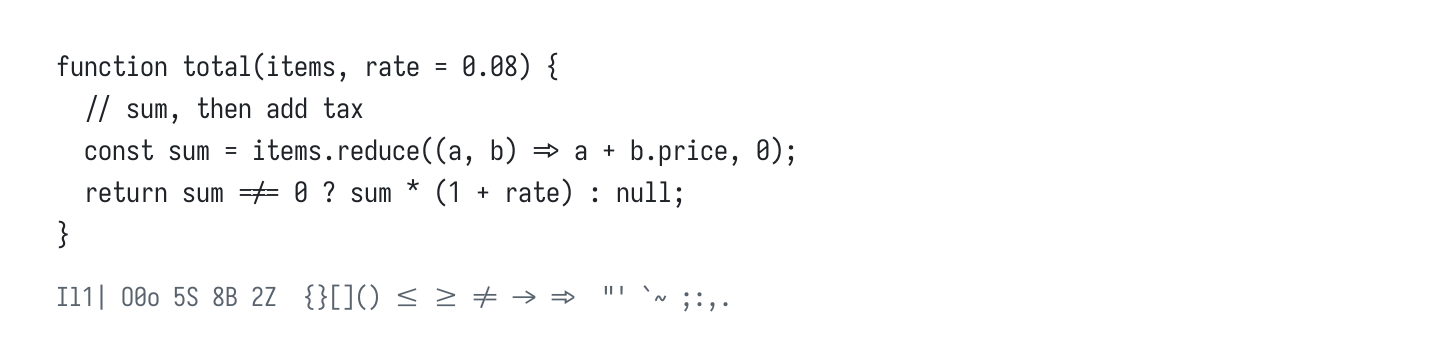 function total(items, rate = 0.08) {
  // sum, then add tax
  const sum = items.reduce((a, b) => a + b.price, 0);
  return sum !== 0 ? sum * (1 + rate) : null;
}
Il1| O0o 5S 8B 2Z  {}[]() ≤ ≥ ≠ → ⇒  "' `~ ;:,.